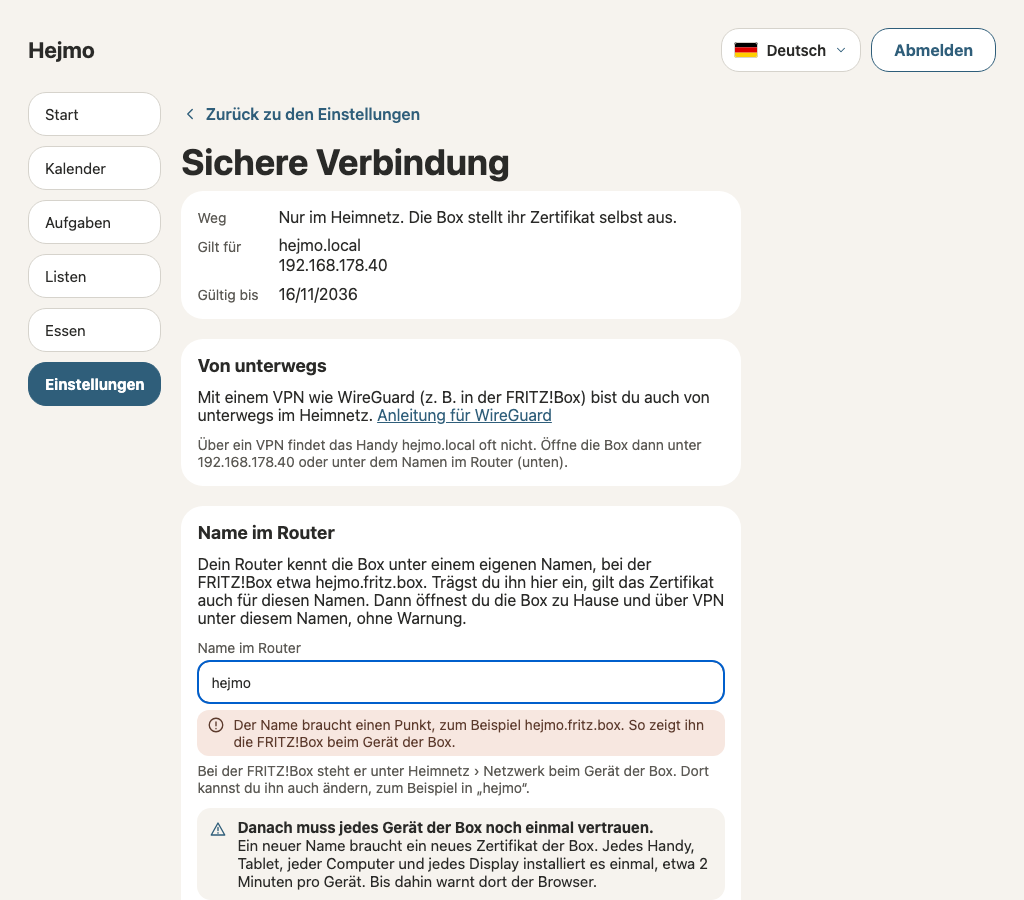 Hejmo
Deutsch
Abmelden
Start
Kalender
Aufgaben
Listen
Essen
Einstellungen
Zurück zu den Einstellungen
Sichere Verbindung
Weg Nur im Heimnetz. Die Box stellt ihr Zertifikat selbst aus.
Gilt für hejmo.local
192.168.178.40
Gültig bis 16/11/2036
Von unterwegs
Mit einem VPN wie WireGuard (z. B. in der FRITZ!Box) bist du auch von
unterwegs im Heimnetz. Anleitung für WireGuard
Über ein VPN findet das Handy hejmo.local oft nicht. Öffne die Box dann unter
192.168.178.40 oder unter dem Namen im Router (unten).
Name im Router
Dein Router kennt die Box unter einem eigenen Namen, bei der
FRITZ!Box etwa hejmo.fritz.box. Trägst du ihn hier ein, gilt das Zertifikat
auch für diesen Namen. Dann öffnest du die Box zu Hause und über VPN
unter diesem Namen, ohne Warnung.
Name im Router
hejmo
Der Name braucht einen Punkt, zum Beispiel hejmo.fritz.box. So zeigt ihn
die FRITZ!Box beim Gerät der Box.
Bei der FRITZ!Box steht er unter Heimnetz › Netzwerk beim Gerät der Box. Dort
kannst du ihn auch ändern, zum Beispiel in „hejmo“.
Danach muss jedes Gerät der Box noch einmal vertrauen.
Ein neuer Name braucht ein neues Zertifikat der Box. Jedes Handy,
Tablet, jeder Computer und jedes Display installiert es einmal, etwa 2
Minuten pro Gerät. Bis dahin warnt dort der Browser.